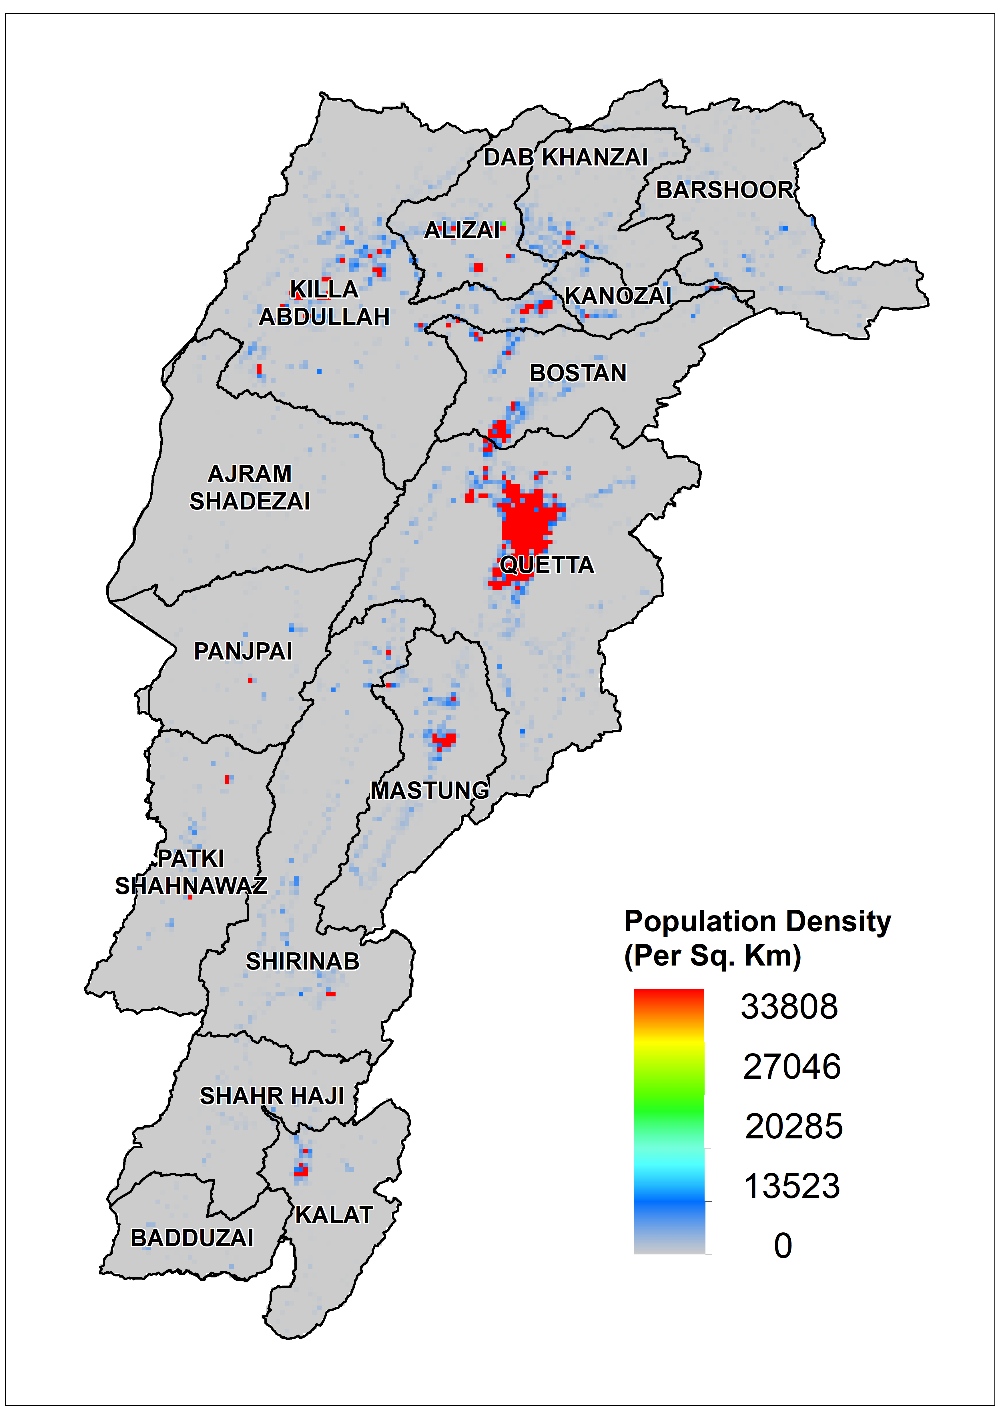 DAB KHANZAI
BARSHOOR
ALIZAI
KILLA
ABDULLAH
KANOZAI
BOSTAN
AJRAM
SHADEZAI
QUETTA
PANJPAI
MASTUNG
PATKI
SHAHNAWAZ
SHIRINAB
SHAHR HAJI
KALAT
BADDUZAI
Population Density
(Per Sq. Km)
33808
27046
20285
13523
0